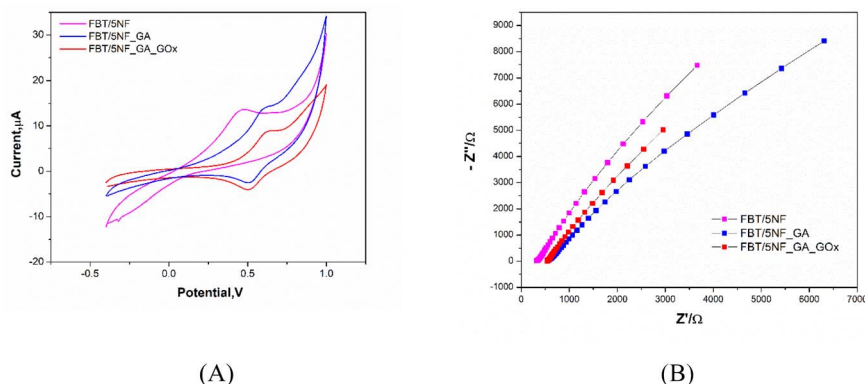 FBT/5NF
FBT/5NF_GA
FBT/5NF_GA_GOx
30
20
10
0
-10
-20
-0.5
0.0
0.5
1.0
Current,µA
Potential,V
(A)
9000
8000
7000
6000
5000
4000
3000
2000
1000
0
-1000
0
1000
2000
3000
4000
5000
6000
7000
- Z''/Ω
Z'/Ω
FBT/5NF
FBT/5NF_GA
FBT/5NF_GA_GOx
(B)